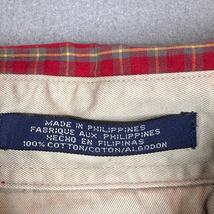 MADE IN PHILIPPINES
FABRIQUE AUX PHILIPPINES
HECHO EN FILIPINAS
100% COTTON/COTON/ALGODON